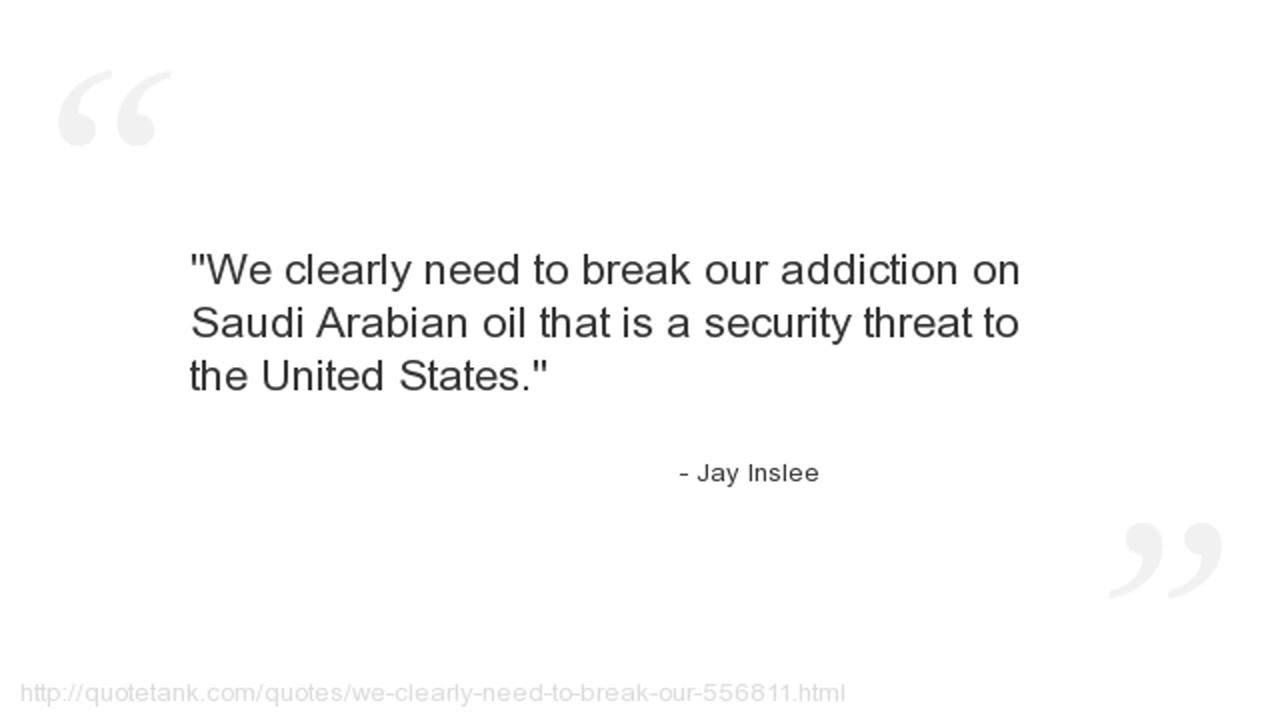 "We clearly need to break our addiction on
Saudi Arabian oil that is a security threat to
the United States."
- Jay Inslee
http://quotetank.com/quotes/we-clearly-need-to-break-our-556811.html